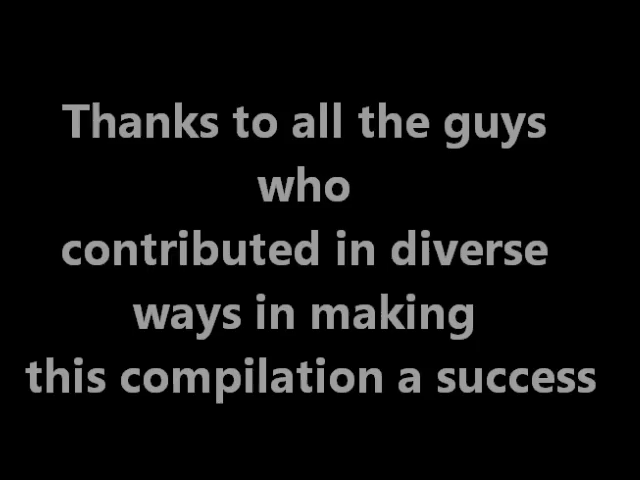 Thanks to all the guys
who
contributed in diverse
ways in making
this compilation a success